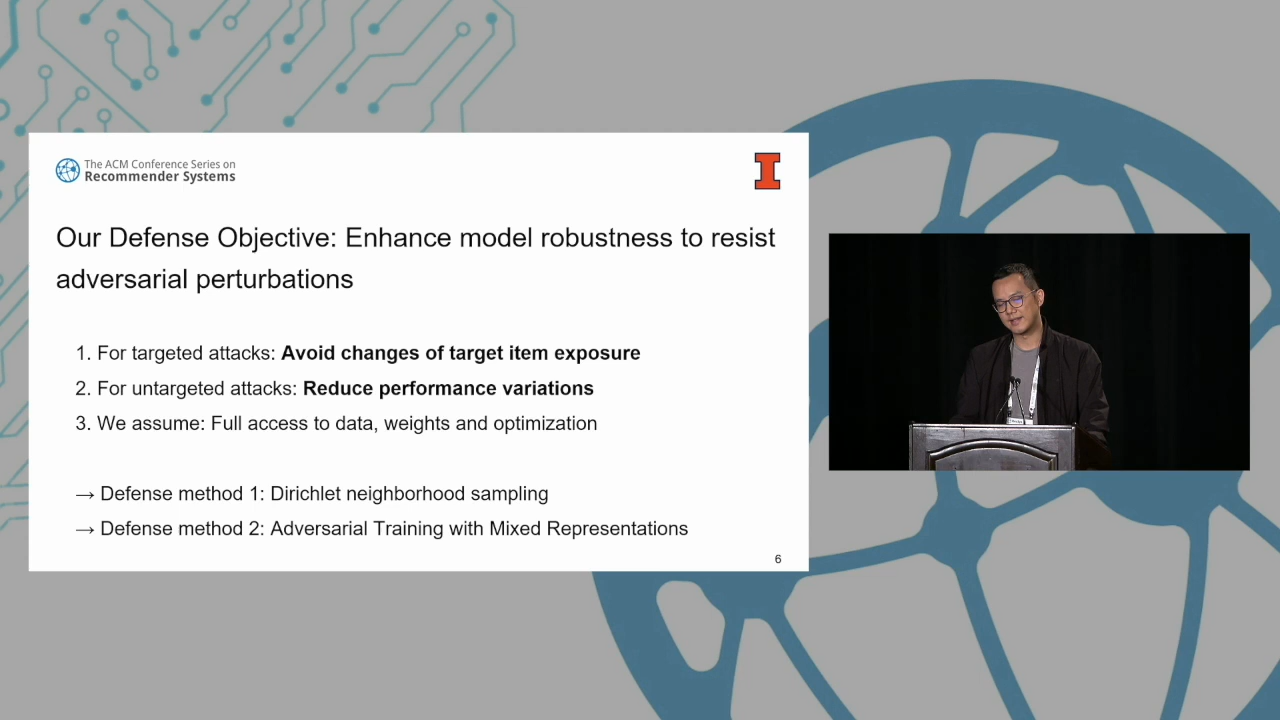 The ACM Conference Series on
Recommender Systems
Our Defense Objective: Enhance model robustness to resist
adversarial perturbations
1. For targeted attacks: Avoid changes of target item exposure
2. For untargeted attacks: Reduce performance variations
3. We assume: Full access to data, weights and optimization
→ Defense method 1: Dirichlet neighborhood sampling
→ Defense method 2: Adversarial Training with Mixed Representations
6